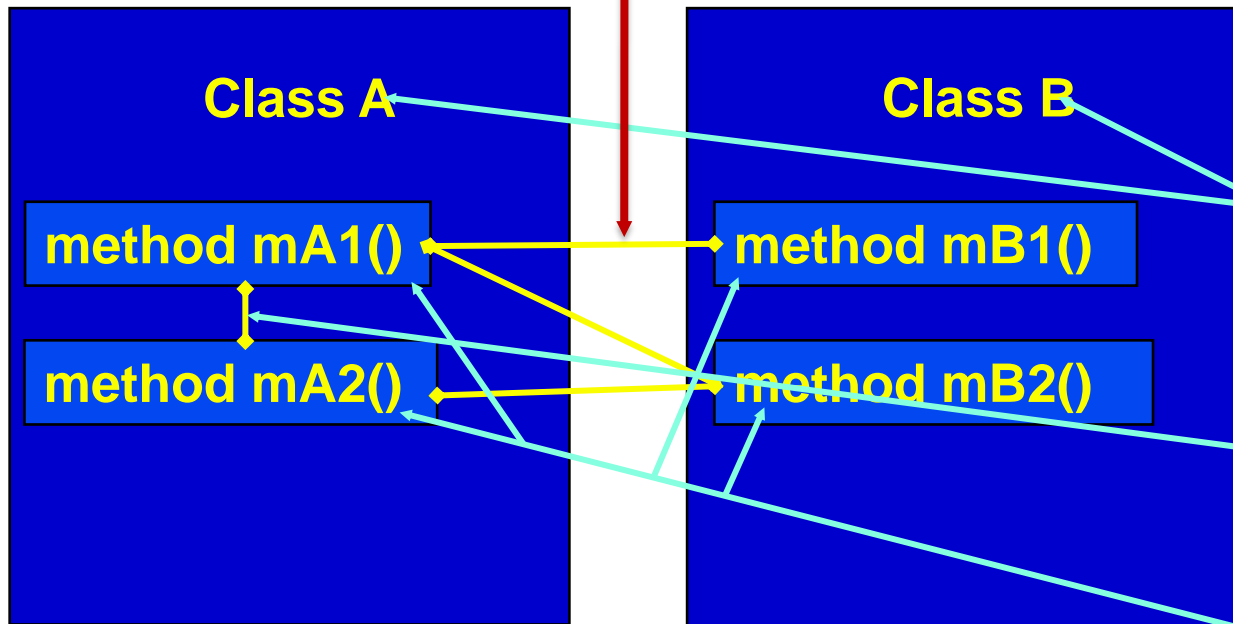 Class A
Class B
method mA1()
method mB1()
method mA2()
method mB2()